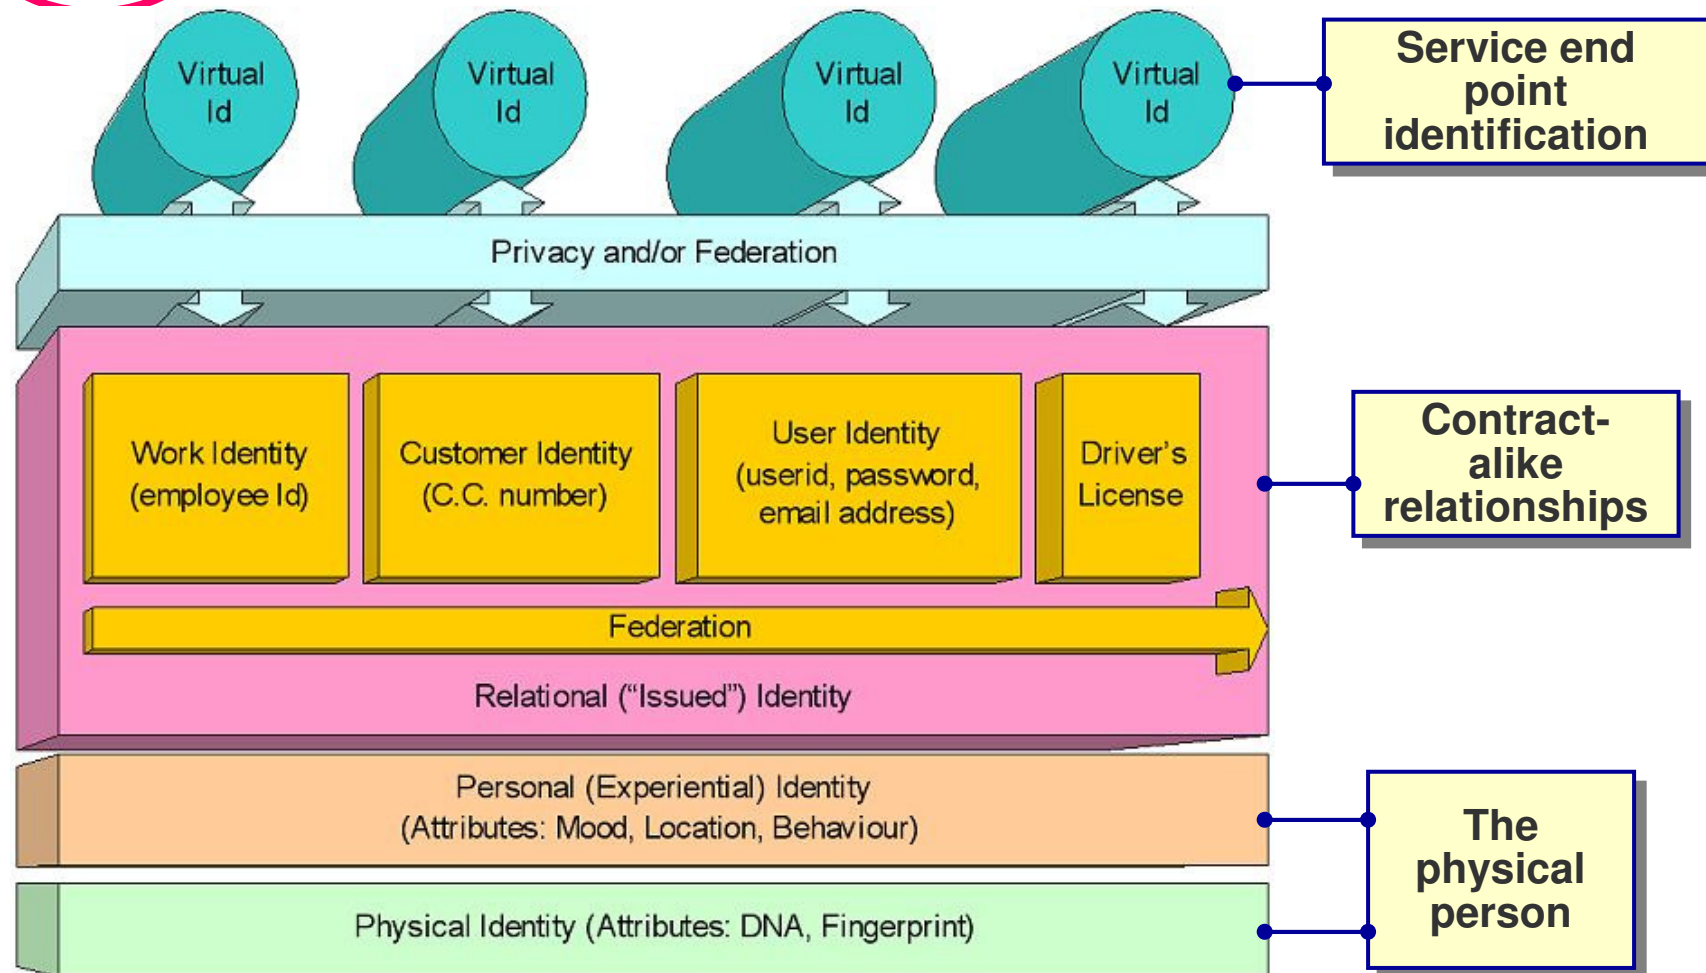 Virtual
Id
Virtual
Id
Virtual
Id
Virtual
Id
Service end
point
identification
Privacy and/or Federation
Work Identity
(employee Id)
Customer Identity
(C.C. number)
User Identity
(userid, password,
email address)
Driver's
License
Contract-
alike
relationships
Federation
Relational (“Issued”) Identity
Personal (Experiential) Identity
(Attributes: Mood, Location, Behaviour)
The
physical
person
Physical Identity (Attributes: DNA, Fingerprint)